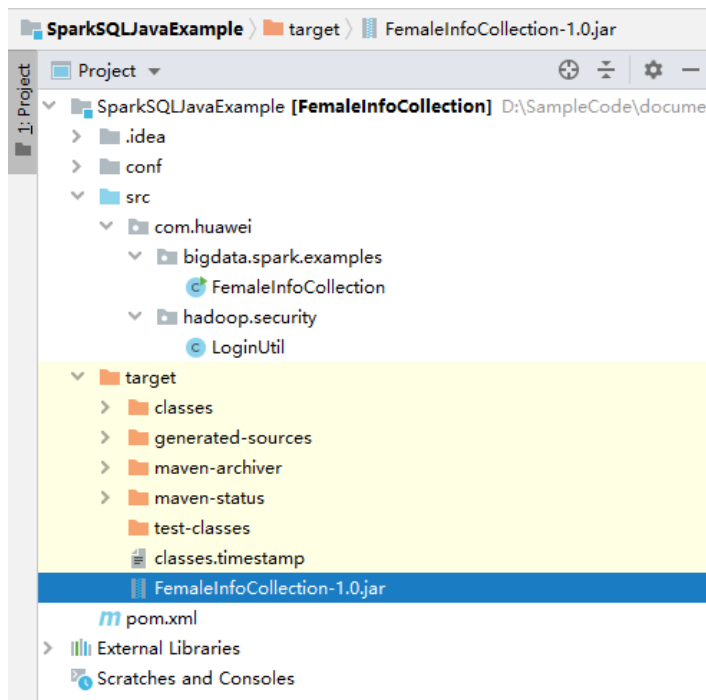 SparkSQLJavaExample target FemaleInfoCollection-1.0.jar
1: Project
Project
SparkSQLJavaExample [FemaleInfoCollection] D:\SampleCode\docume
.idea
conf
src
com.huawei
bigdata.spark.examples
FemaleInfoCollection
hadoop.security
LoginUtil
target
classes
generated-sources
maven-archiver
maven-status
test-classes
classes.timestamp
FemaleInfoCollection-1.0.jar
pom.xml
External Libraries
Scratches and Consoles